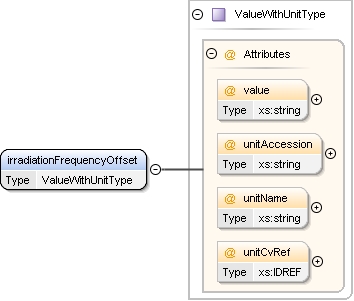 ValueWithUnitType
@ Attributes
@ value
Type xs:string
@ unitAccession
Type xs:string
irradiationFrequencyOffset
Type ValueWithUnitType
@ unitName
Type xs:string
@ unitCvRef
Type xs:IDREF